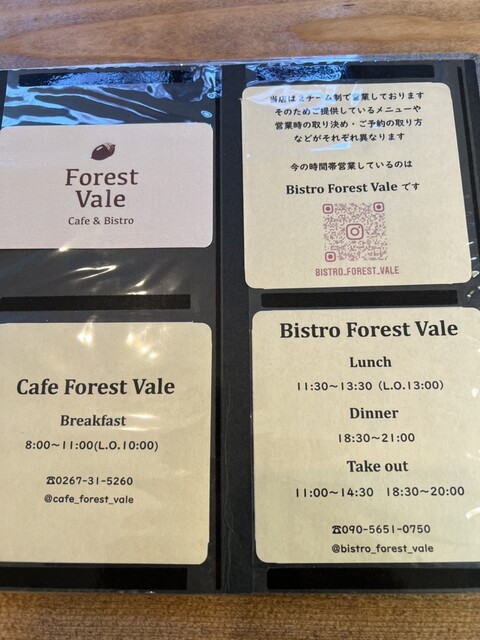 Forest
Vale
Cafe & Bistro
当店は2チーム制で営業しております
そのためご提供しているメニューや
営業時の取り決め・ご予約の取り方
などがそれぞれ異なります
今の時間帯営業しているのは
Bistro Forest Vale です
BISTRO_FOREST_VALE
Cafe Forest Vale
Breakfast
8:00～11:00(L.O.10:00)
☎0267-31-5260
@cafe_forest_vale
Bistro Forest Vale
Lunch
11:30～13:30 (L.O.13:00)
Dinner
18:30～21:00
Take out
11:00～14:30 18:30～20:00
☎090-5651-0750
@bistro_forest_vale